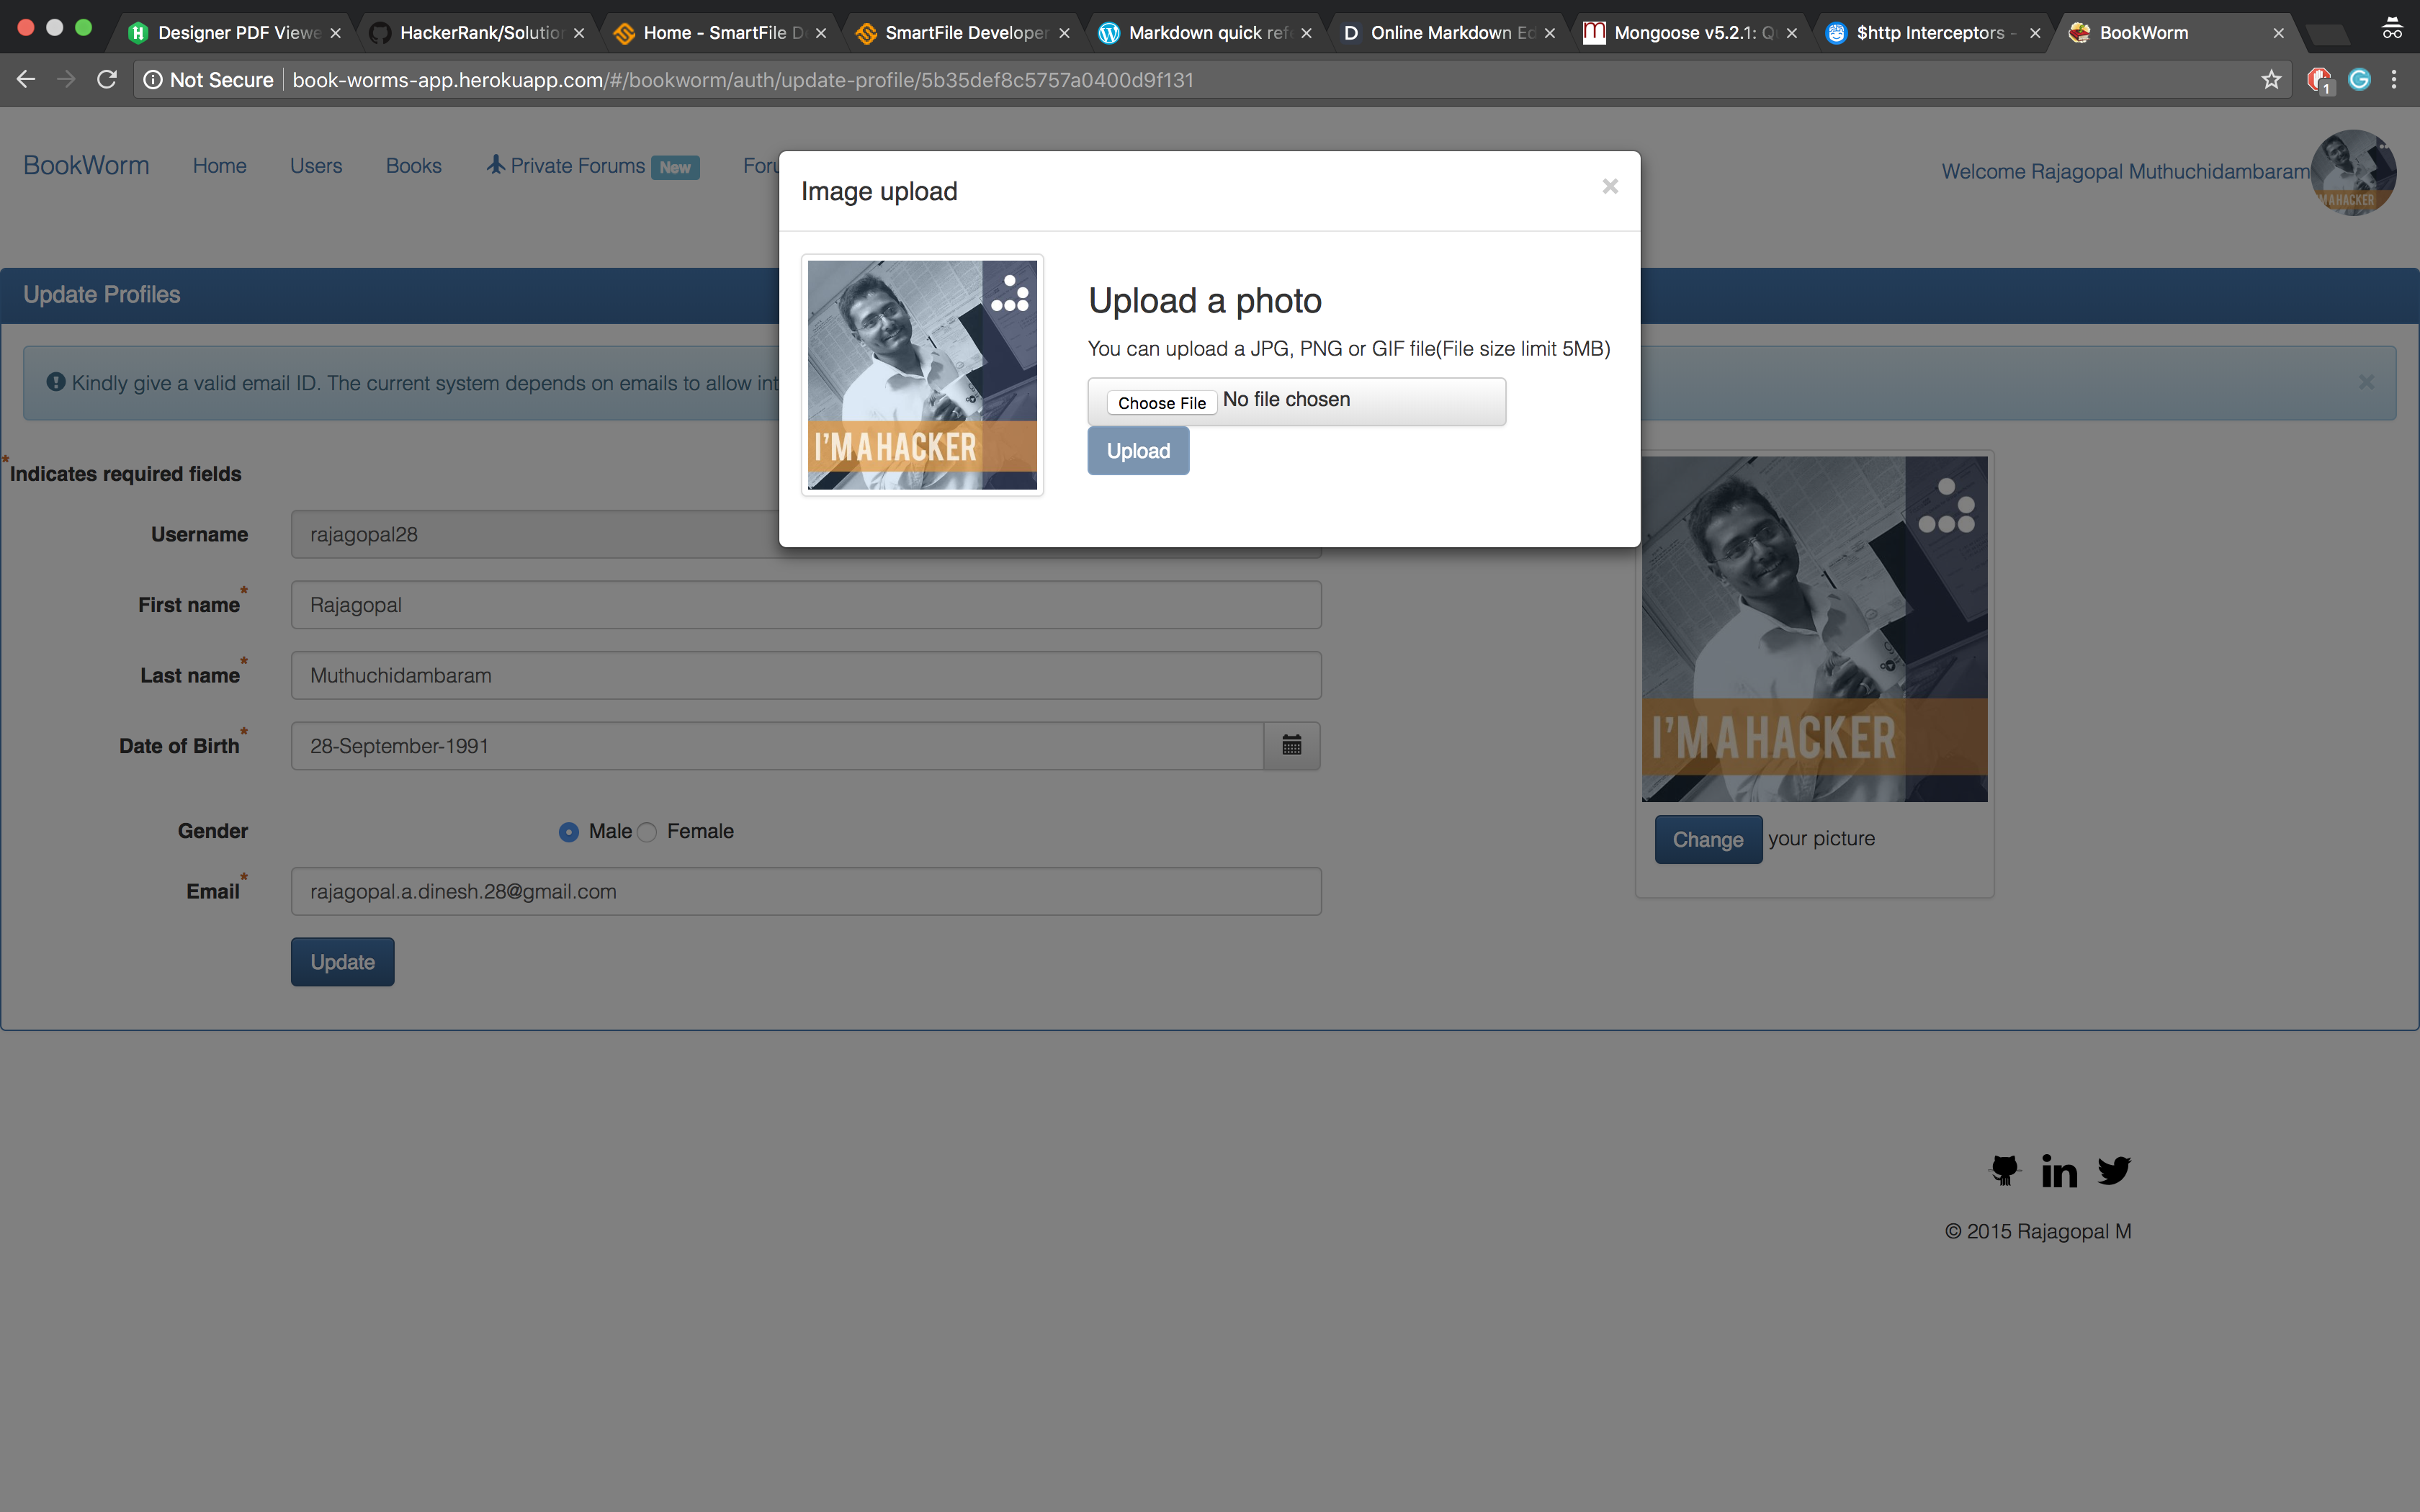 Designer PDF Viewe
HackerRank/Solution
Home - SmartFile D
SmartFile Developer
Markdown quick ref
Online Markdown Ed
Mongoose v5.2.1: Q
$http Interceptors -
BookWorm
Not Secure
book-worms-app.herokuapp.com/#/bookworm/auth/update-profile/5b35def8c5757a0400d9f131
1
BookWorm
Home
Users
Books
Private Forums New
Foru
Welcome Rajagopal Muthuchidambaram
I'M A HACKER
Image upload
×
I'M A HACKER
Upload a photo
You can upload a JPG, PNG or GIF file(File size limit 5MB)
Choose File No file chosen
Upload
Update Profiles
Kindly give a valid email ID. The current system depends on emails to allow int
×
*Indicates required fields
Username
rajagopal28
First name*
Rajagopal
Last name*
Muthuchidambaram
Date of Birth*
28-September-1991
Gender
Male
Female
Email*
rajagopal.a.dinesh.28@gmail.com
Update
I'M A HACKER
Change your picture
in
© 2015 Rajagopal M